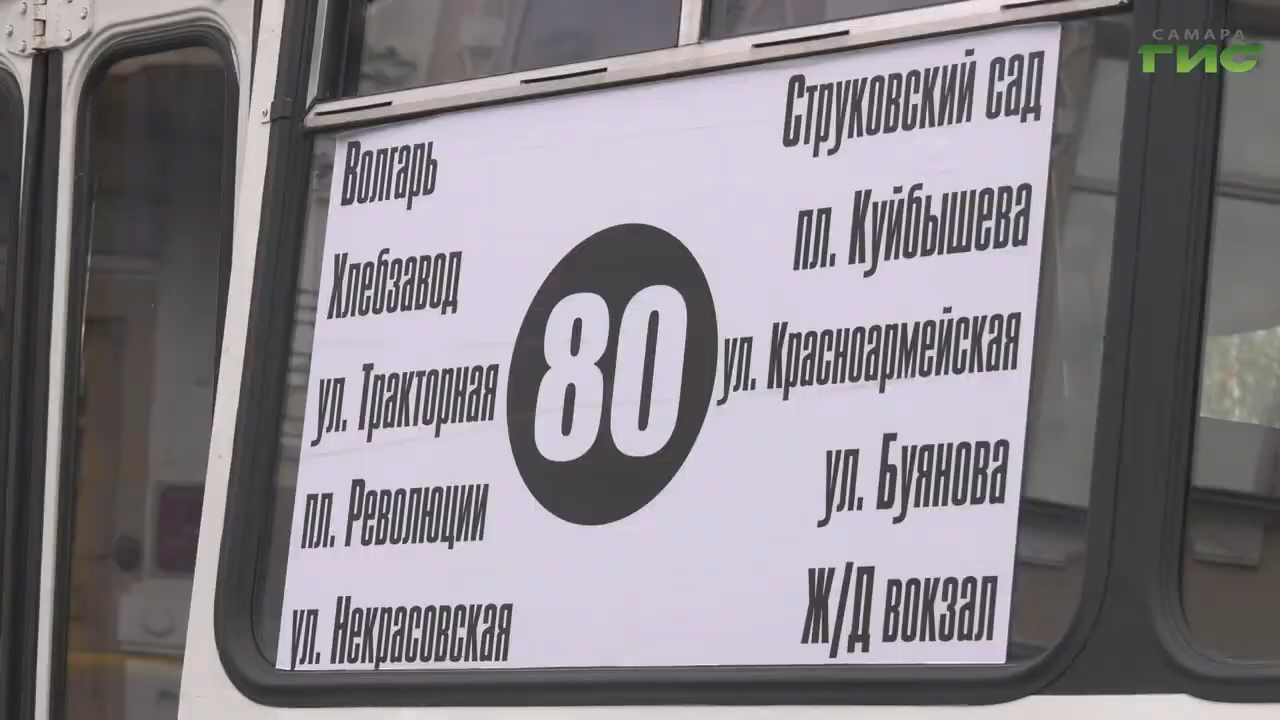 Волгарь
Хлебзавод
ул. Тракторная
пл. Революции
ул. Некрасовская
80
Струковский сад
пл. Куйбышева
ул. Красноармейская
ул. Буянова
Ж/Д вокзал
САМАРА
ГИС